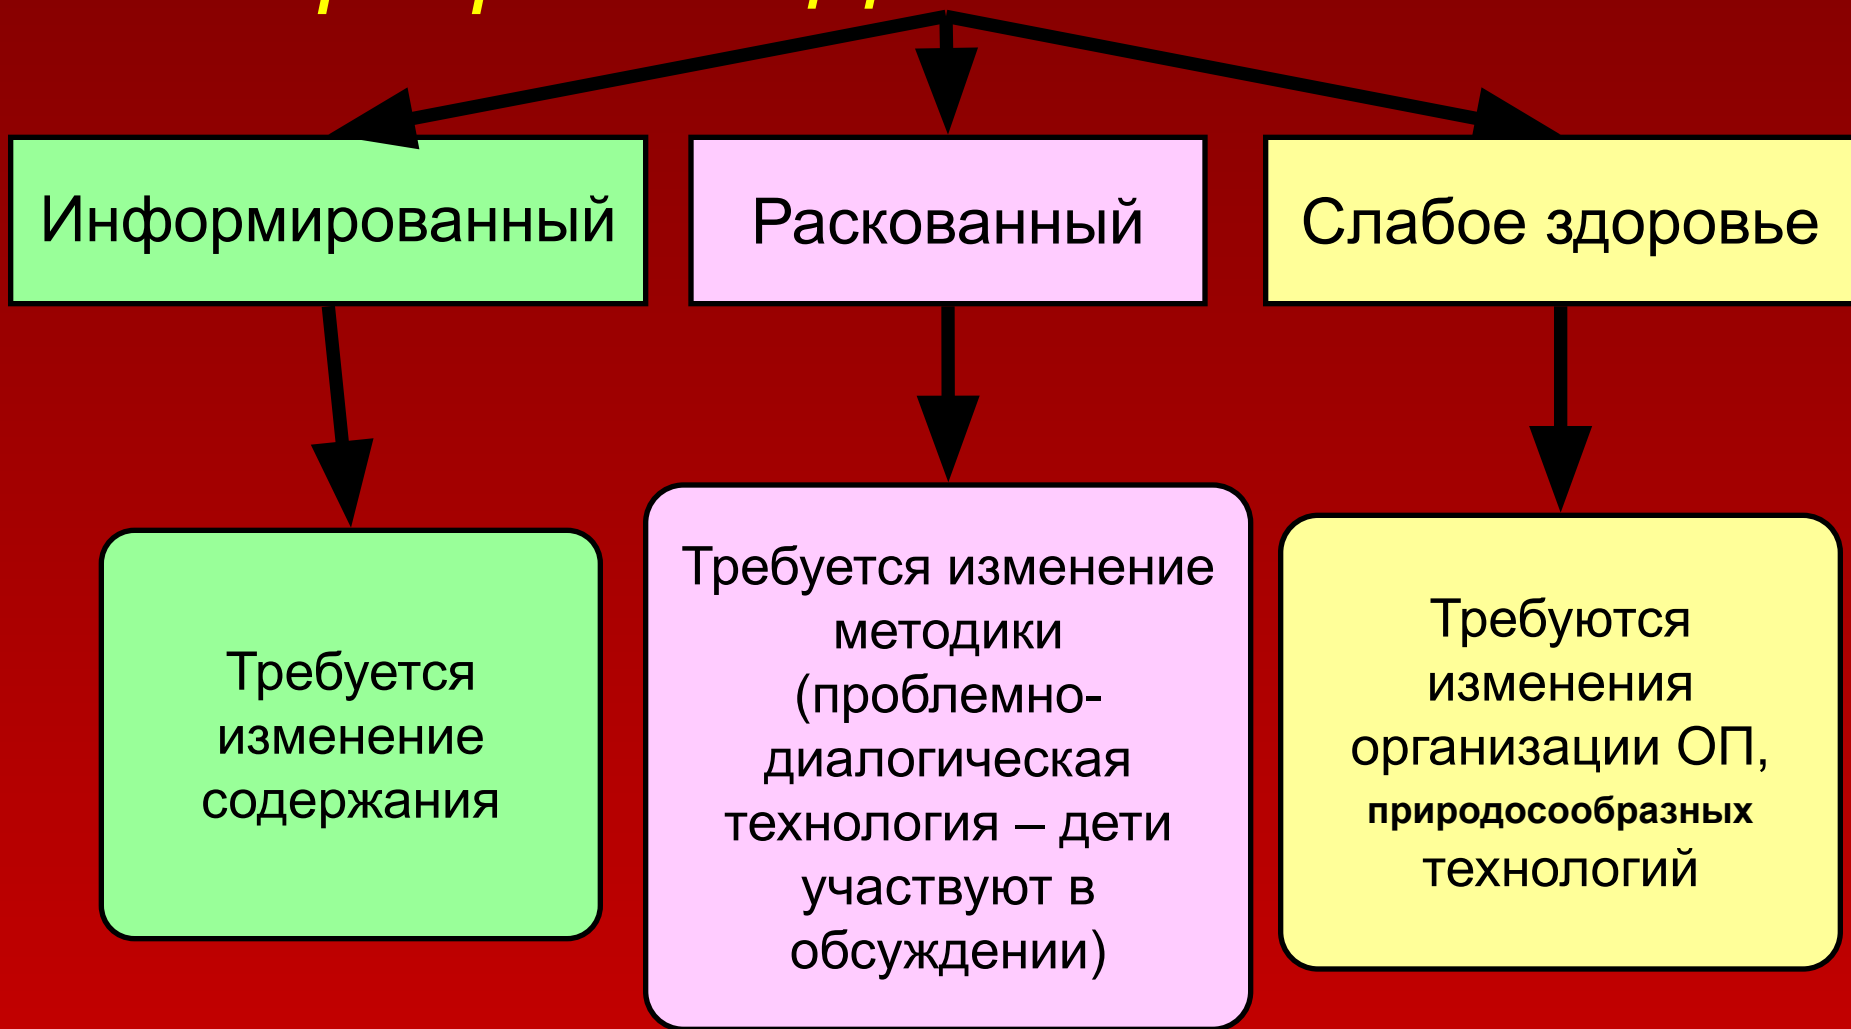 Информированный
Раскованный
Слабое здоровье
Требуется
изменение
содержания
Требуется изменение
методики
(проблемно-
диалогическая
технология – дети
участвуют в
обсуждении)
Требуются
изменения
организации ОП,
природосообразных
технологий